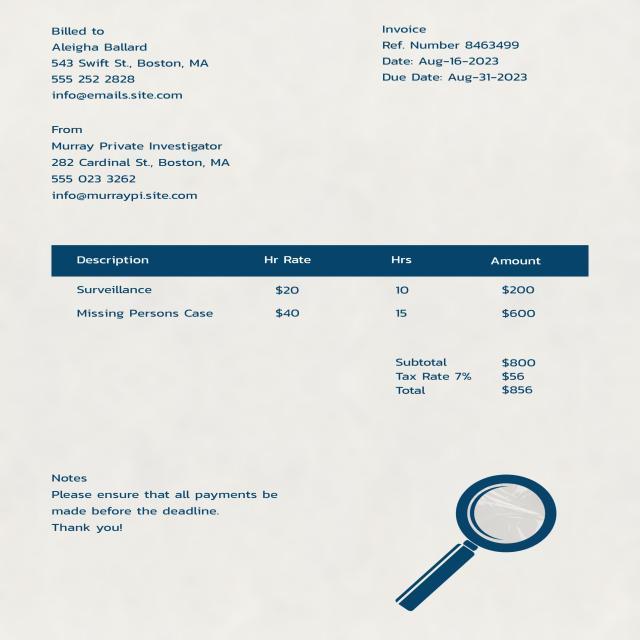 Billed to
Aleigha Ballard
543 Swift St., Boston, MA
555 252 2828
info@emails.site.com
Invoice
Ref. Number 8463499
Date: Aug-16-2023
Due Date: Aug-31-2023
From
Murray Private Investigator
282 Cardinal St., Boston, MA
555 023 3262
info@murraypi.site.com
Description Hr Rate Hrs Amount
Surveillance $20 10 $200
Missing Persons Case $40 15 $600
Subtotal $800
Tax Rate 7% $56
Total $856
Notes
Please ensure that all payments be
made before the deadline.
Thank you!